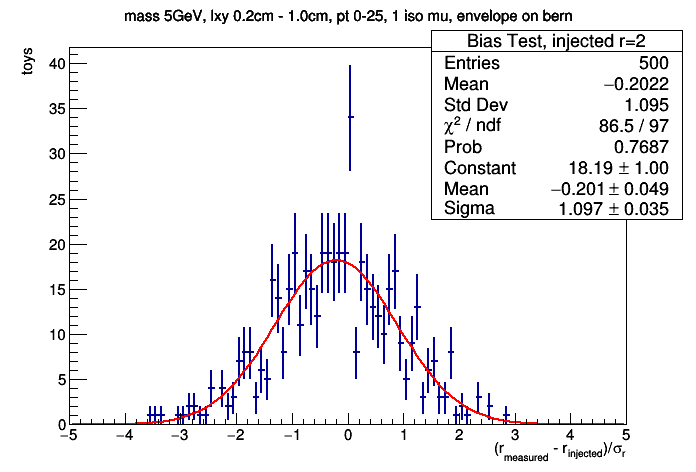 mass 5GeV, lxy 0.2cm - 1.0cm, pt 0-25, 1 iso mu, envelope on bern
Bias Test, injected r=2
Entries 500
Mean −0.2022
Std Dev 1.095
χ² / ndf 86.5 / 97
Prob 0.7687
Constant 18.19 ± 1.00
Mean −0.201 ± 0.049
Sigma 1.097 ± 0.035
toys
40
35
30
25
20
15
10
5
0
−5 −4 −3 −2 −1 0 1 2 3 4 5
(r_measured - r_injected)/σ_r